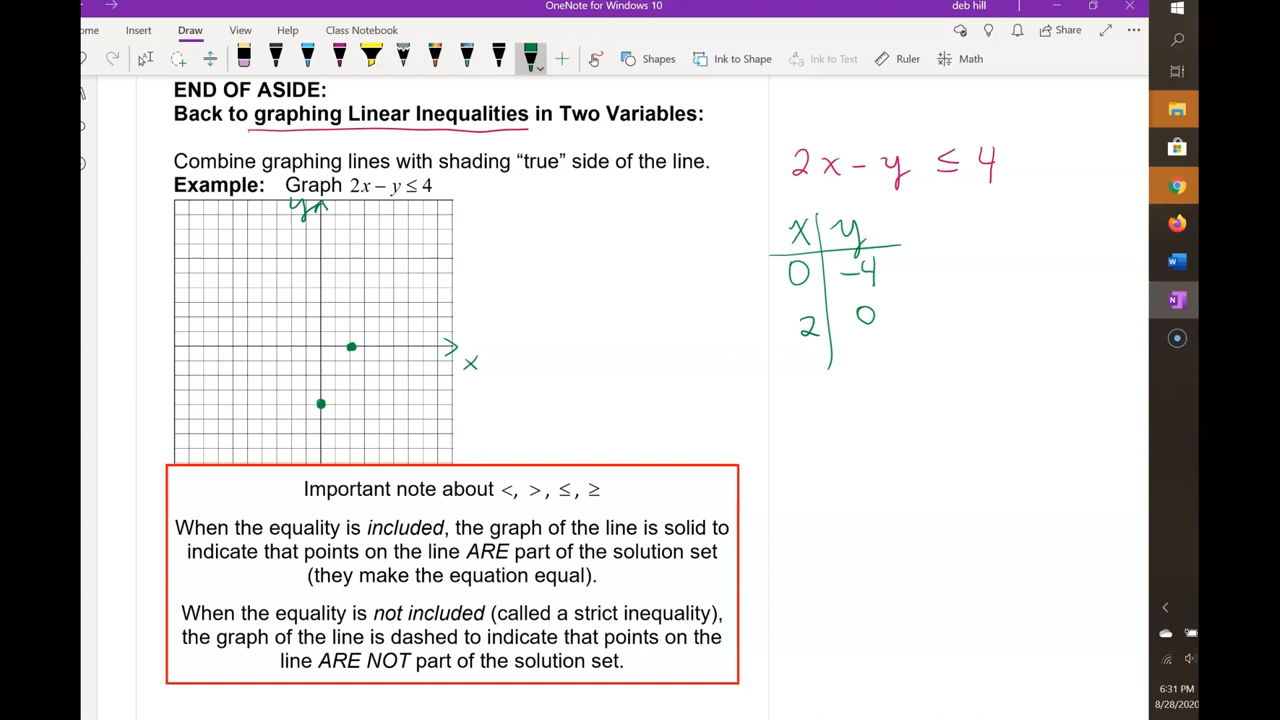 OneNote for Windows 10
deb hill
ome Insert Draw View Help Class Notebook Share
Shapes Ink to Shape Ink to Text Ruler Math
END OF ASIDE:
Back to graphing Linear Inequalities in Two Variables:
Combine graphing lines with shading “true” side of the line.
Example: Graph 2x – y ≤ 4
2x – y ≤ 4
y
x y
0 –4
2 0
x
Important note about <, >, ≤, ≥
When the equality is included, the graph of the line is solid to
indicate that points on the line ARE part of the solution set
(they make the equation equal).
When the equality is not included (called a strict inequality),
the graph of the line is dashed to indicate that points on the
line ARE NOT part of the solution set.
6:31 PM
8/28/2020